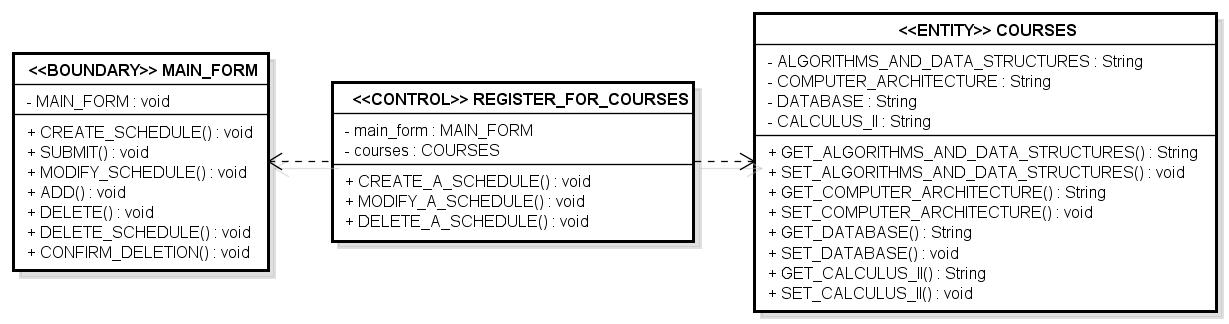 <<BOUNDARY>> MAIN_FORM
- MAIN_FORM : void
+ CREATE_SCHEDULE() : void
+ SUBMIT() : void
+ MODIFY_SCHEDULE() : void
+ ADD() : void
+ DELETE() : void
+ DELETE_SCHEDULE() : void
+ CONFIRM_DELETION() : void
<<CONTROL>> REGISTER_FOR_COURSES
- main_form : MAIN_FORM
- courses : COURSES
+ CREATE_A_SCHEDULE() : void
+ MODIFY_A_SCHEDULE() : void
+ DELETE_A_SCHEDULE() : void
<<ENTITY>> COURSES
- ALGORITHMS_AND_DATA_STRUCTURES : String
- COMPUTER_ARCHITECTURE : String
- DATABASE : String
- CALCULUS_II : String
+ GET_ALGORITHMS_AND_DATA_STRUCTURES() : String
+ SET_ALGORITHMS_AND_DATA_STRUCTURES() : void
+ GET_COMPUTER_ARCHITECTURE() : String
+ SET_COMPUTER_ARCHITECTURE() : void
+ GET_DATABASE() : String
+ SET_DATABASE() : void
+ GET_CALCULUS_II() : String
+ SET_CALCULUS_II() : void